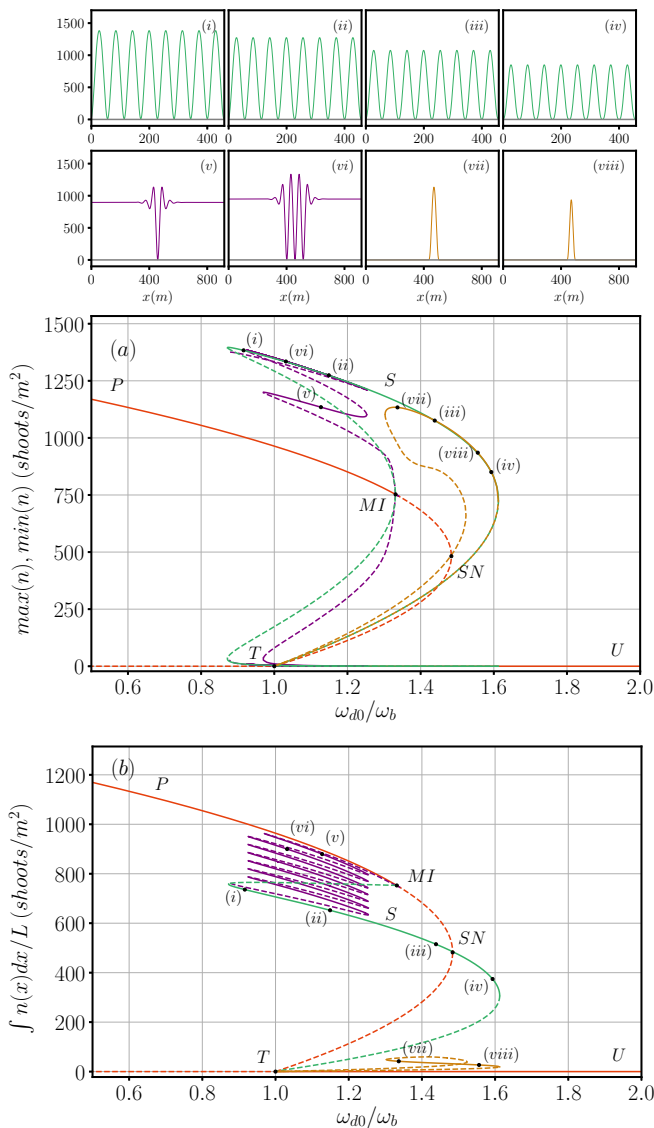 1500
1000
500
0
(i)
(ii)
(iii)
(iv)
0 200 400
0 200 400
0 200 400
0 200 400
1500
1000
500
0
(v)
(vi)
(vii)
(viii)
0 400 800
0 400 800
0 400 800
0 400 800
x(m)
x(m)
x(m)
x(m)
max(n), min(n) (shoots/m²)
1500
1250
1000
750
500
250
0
(a)
(i)
(vi)
(ii)
S
P
(v)
(vii)
(iii)
(viii)
(iv)
MI
SN
T
U
0.6 0.8 1.0 1.2 1.4 1.6 1.8 2.0
ω_{d0}/ω_b
∫ n(x)dx/L (shoots/m²)
1200
1000
800
600
400
200
0
(b)
P
(vi)
(v)
MI
(i)
(ii)
S
SN
(iii)
(iv)
T
(vii)
(viii)
U
0.6 0.8 1.0 1.2 1.4 1.6 1.8 2.0
ω_{d0}/ω_b